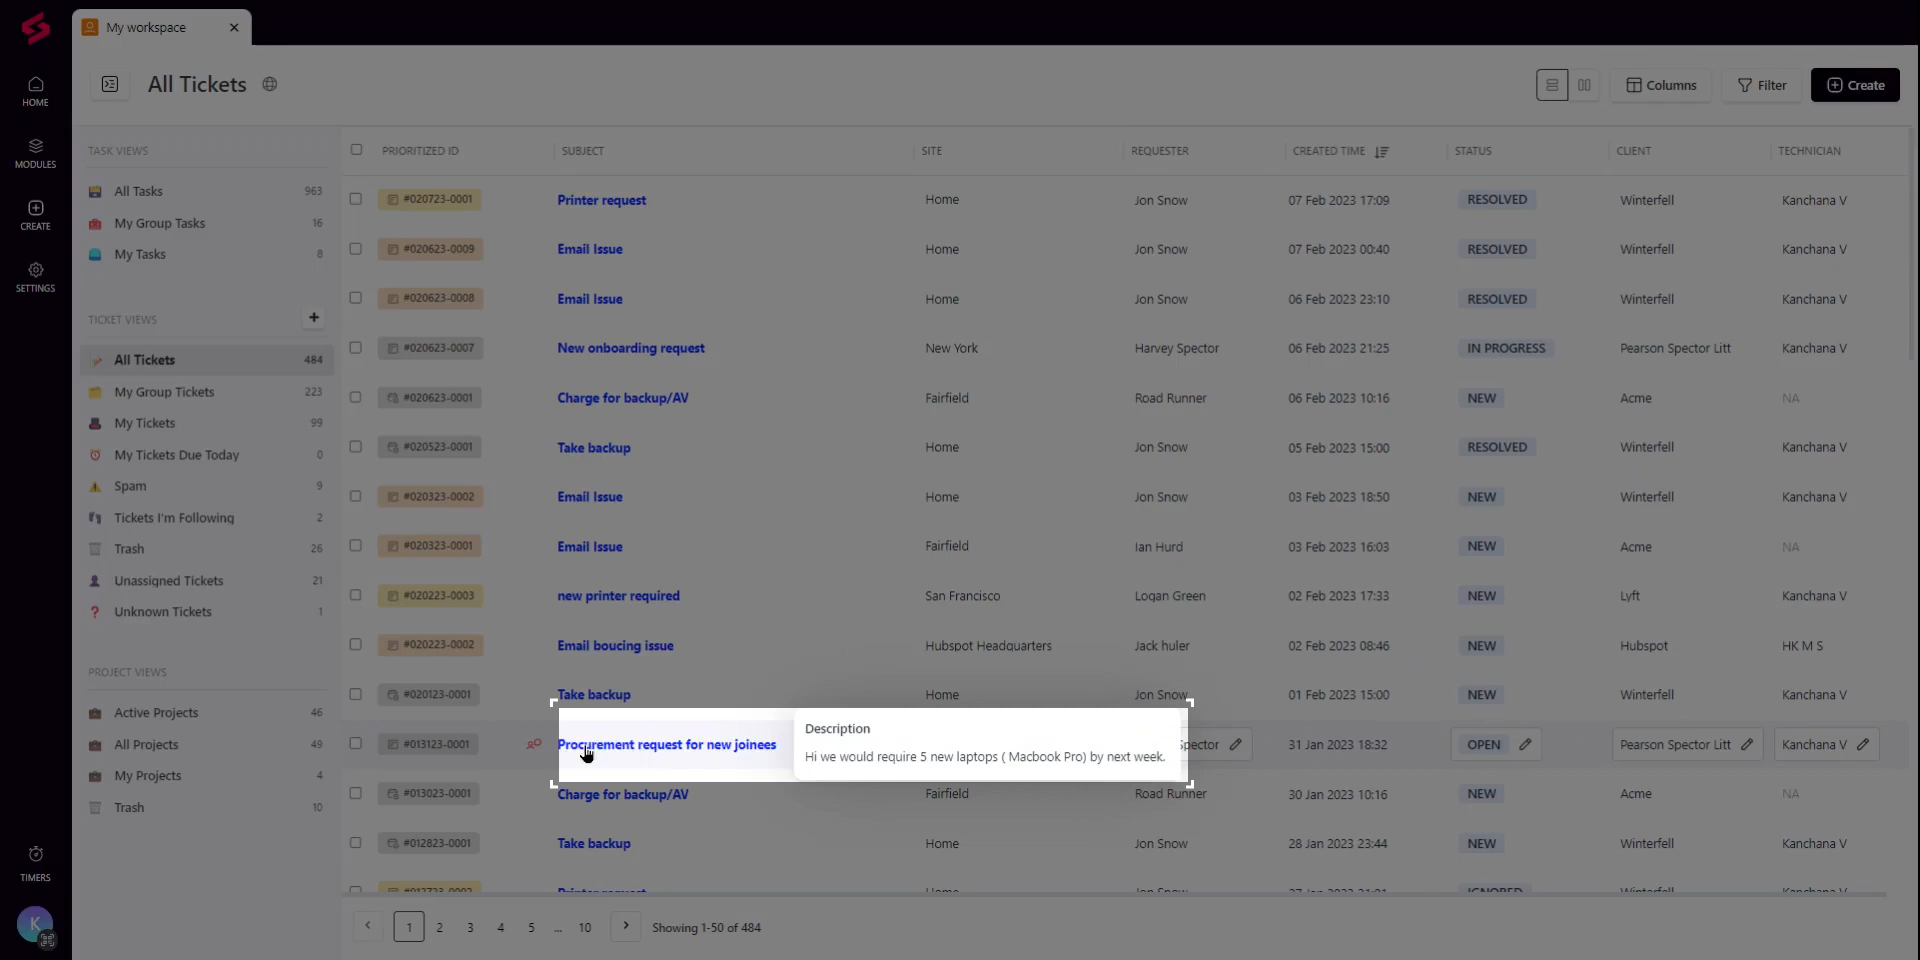 My workspace
All Tickets
Columns
Filter
Create
HOME
MODULES
CREATE
SETTINGS
TIMERS
K
TASK VIEWS
All Tasks 963
My Group Tasks 16
My Tasks 8
TICKET VIEWS
All Tickets 484
My Group Tickets 223
My Tickets 99
My Tickets Due Today 0
Spam 9
Tickets I'm Following 2
Trash 26
Unassigned Tickets 21
Unknown Tickets 1
PROJECT VIEWS
Active Projects 46
All Projects 49
My Projects 4
Trash 10
PRIORITIZED ID SUBJECT SITE REQUESTER CREATED TIME STATUS CLIENT TECHNICIAN
#020723-0001 Printer request Home Jon Snow 07 Feb 2023 17:09 RESOLVED Winterfell Kanchana V
#020623-0009 Email Issue Home Jon Snow 07 Feb 2023 00:40 RESOLVED Winterfell Kanchana V
#020623-0008 Email Issue Home Jon Snow 06 Feb 2023 23:10 RESOLVED Winterfell Kanchana V
#020623-0007 New onboarding request New York Harvey Spector 06 Feb 2023 21:25 IN PROGRESS Pearson Spector Litt Kanchana V
#020623-0001 Charge for backup/AV Fairfield Road Runner 06 Feb 2023 10:16 NEW Acme NA
#020523-0001 Take backup Home Jon Snow 05 Feb 2023 15:00 RESOLVED Winterfell Kanchana V
#020323-0002 Email Issue Home Jon Snow 03 Feb 2023 18:50 NEW Winterfell Kanchana V
#020323-0001 Email Issue Fairfield Ian Hurd 03 Feb 2023 16:03 NEW Acme NA
#020223-0003 new printer required San Francisco Logan Green 02 Feb 2023 17:33 NEW Lyft Kanchana V
#020223-0002 Email boucing issue Hubspot Headquarters Jack huler 02 Feb 2023 08:46 NEW Hubspot HK M S
#020123-0001 Take backup Home Jon Snow 01 Feb 2023 15:00 NEW Winterfell Kanchana V
#013123-0001 Procurement request for new joinees Spector 31 Jan 2023 18:32 OPEN Pearson Spector Litt Kanchana V
Description
Hi we would require 5 new laptops ( Macbook Pro) by next week.
#013023-0001 Charge for backup/AV Fairfield Road Runner 30 Jan 2023 10:16 NEW Acme NA
#012823-0001 Take backup Home Jon Snow 28 Jan 2023 23:44 NEW Winterfell Kanchana V
Printer request Home Jon Snow IGNORED Winterfell Kanchana V
1 2 3 4 5 ... 10 Showing 1-50 of 484